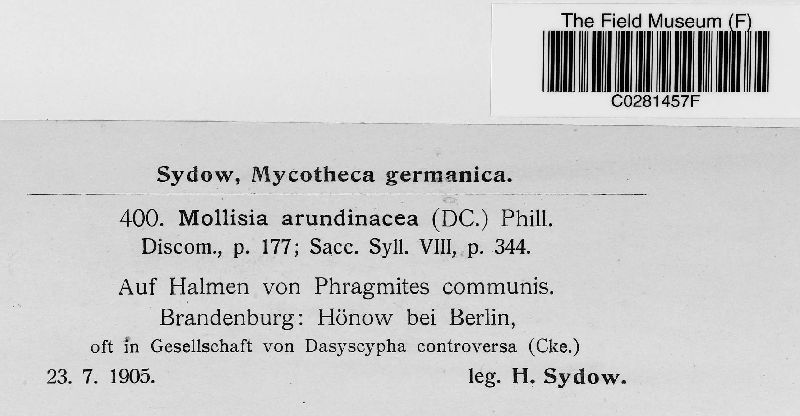 The Field Museum (F)
C0281457F
Sydow, Mycotheca germanica.
400. Mollisia arundinacea (DC.) Phill.
Discom., p. 177; Sacc. Syll. VIII, p. 344.
Auf Halmen von Phragmites communis.
Brandenburg: Hönow bei Berlin,
oft in Gesellschaft von Dasyscypha controversa (Cke.)
23. 7. 1905. leg. H. Sydow.